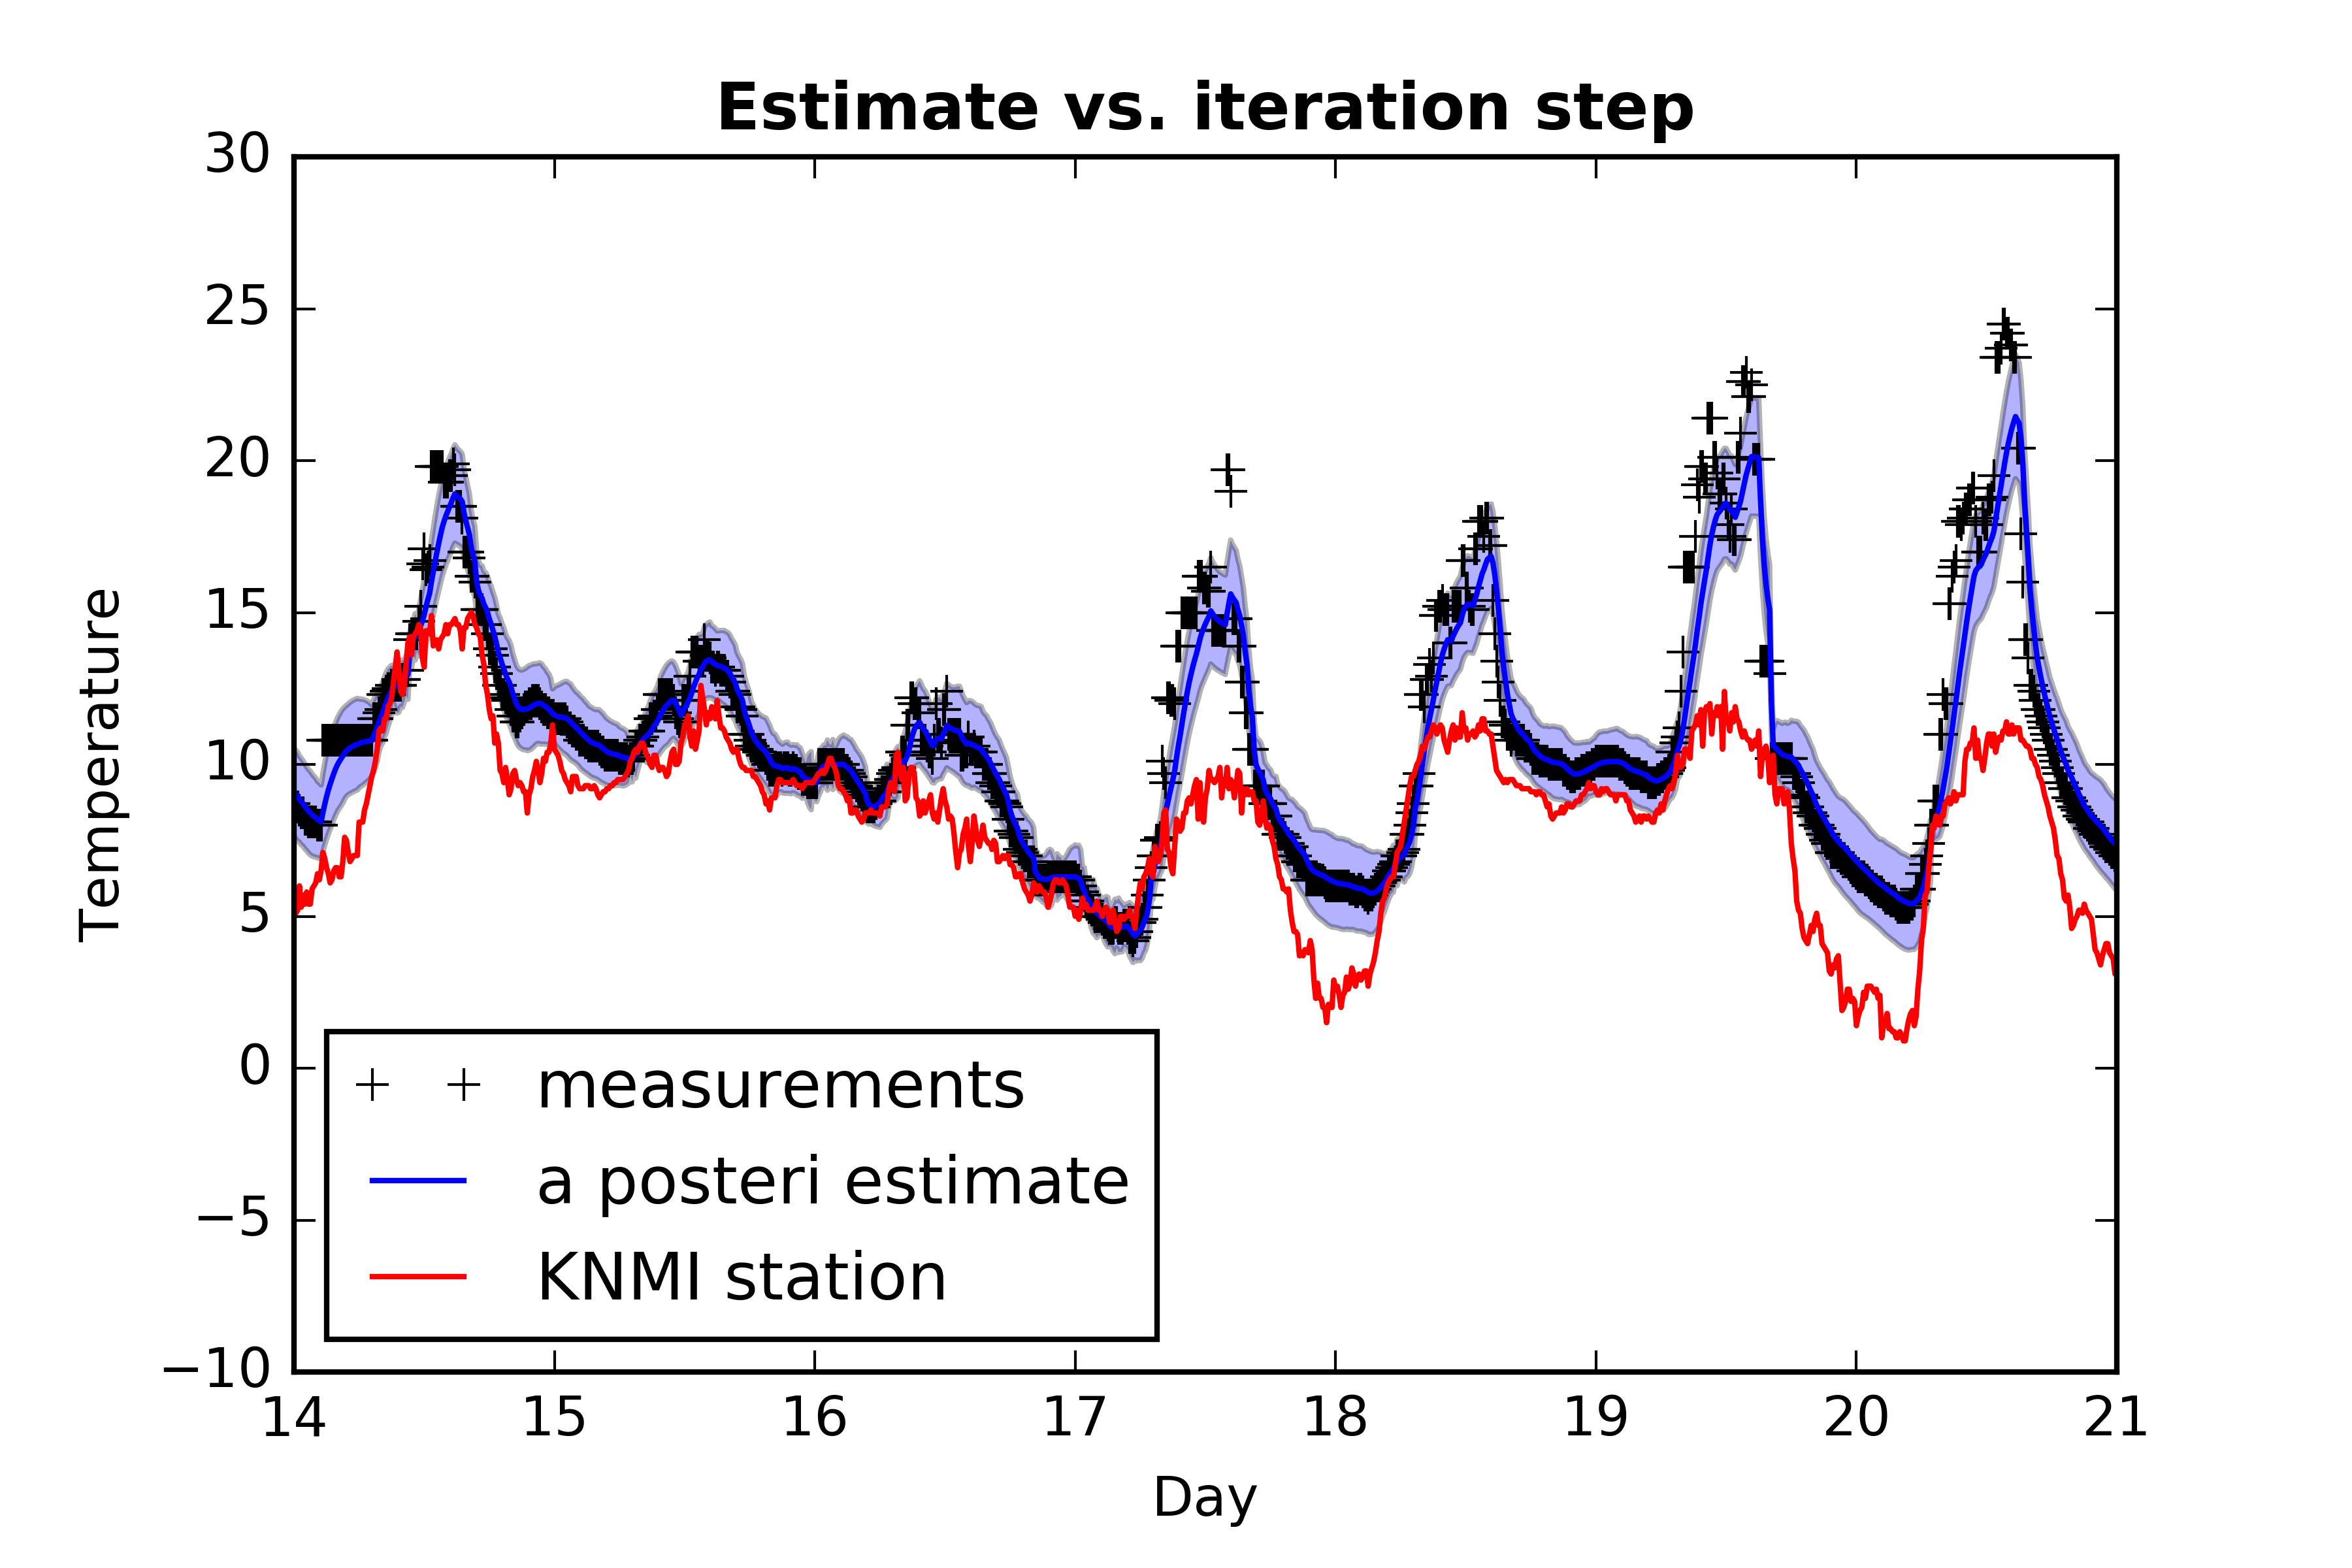 Estimate vs. iteration step
30
25
20
15
10
5
0
−5
−10
Temperature
measurements
a posteri estimate
KNMI station
14 15 16 17 18 19 20 21
Day